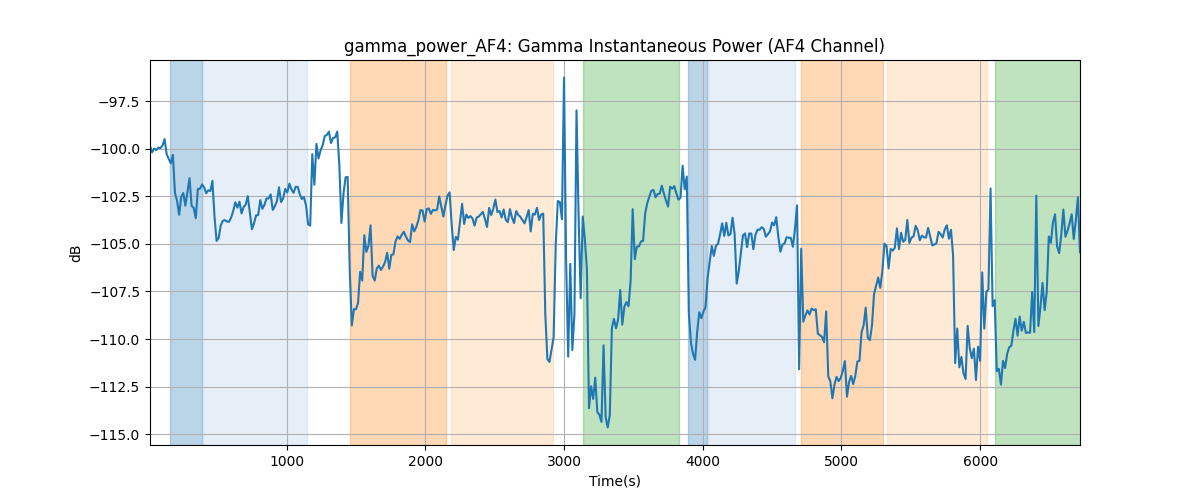 gamma_power_AF4: Gamma Instantaneous Power (AF4 Channel)
−97.5
−100.0
−102.5
−105.0
−107.5
−110.0
−112.5
−115.0
dB
1000 2000 3000 4000 5000 6000
Time(s)